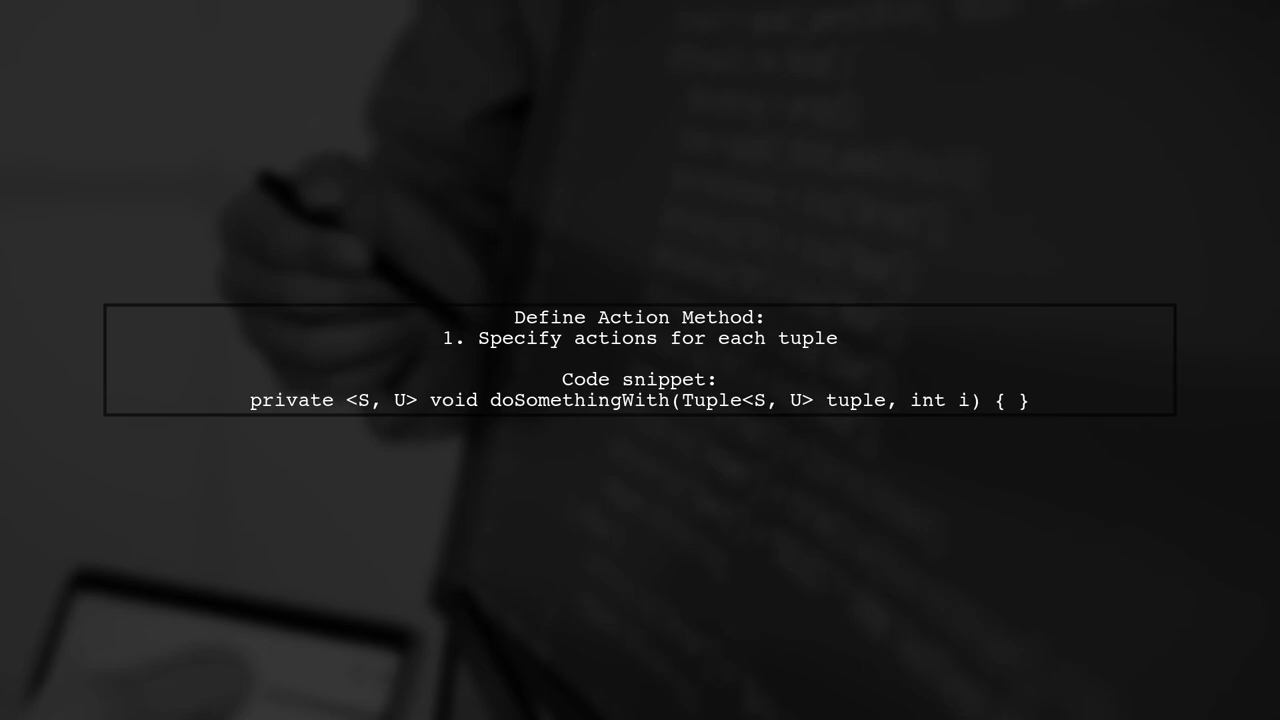 Define Action Method:
1. Specify actions for each tuple
Code snippet:
private <S, U> void doSomethingWith(Tuple<S, U> tuple, int i) { }